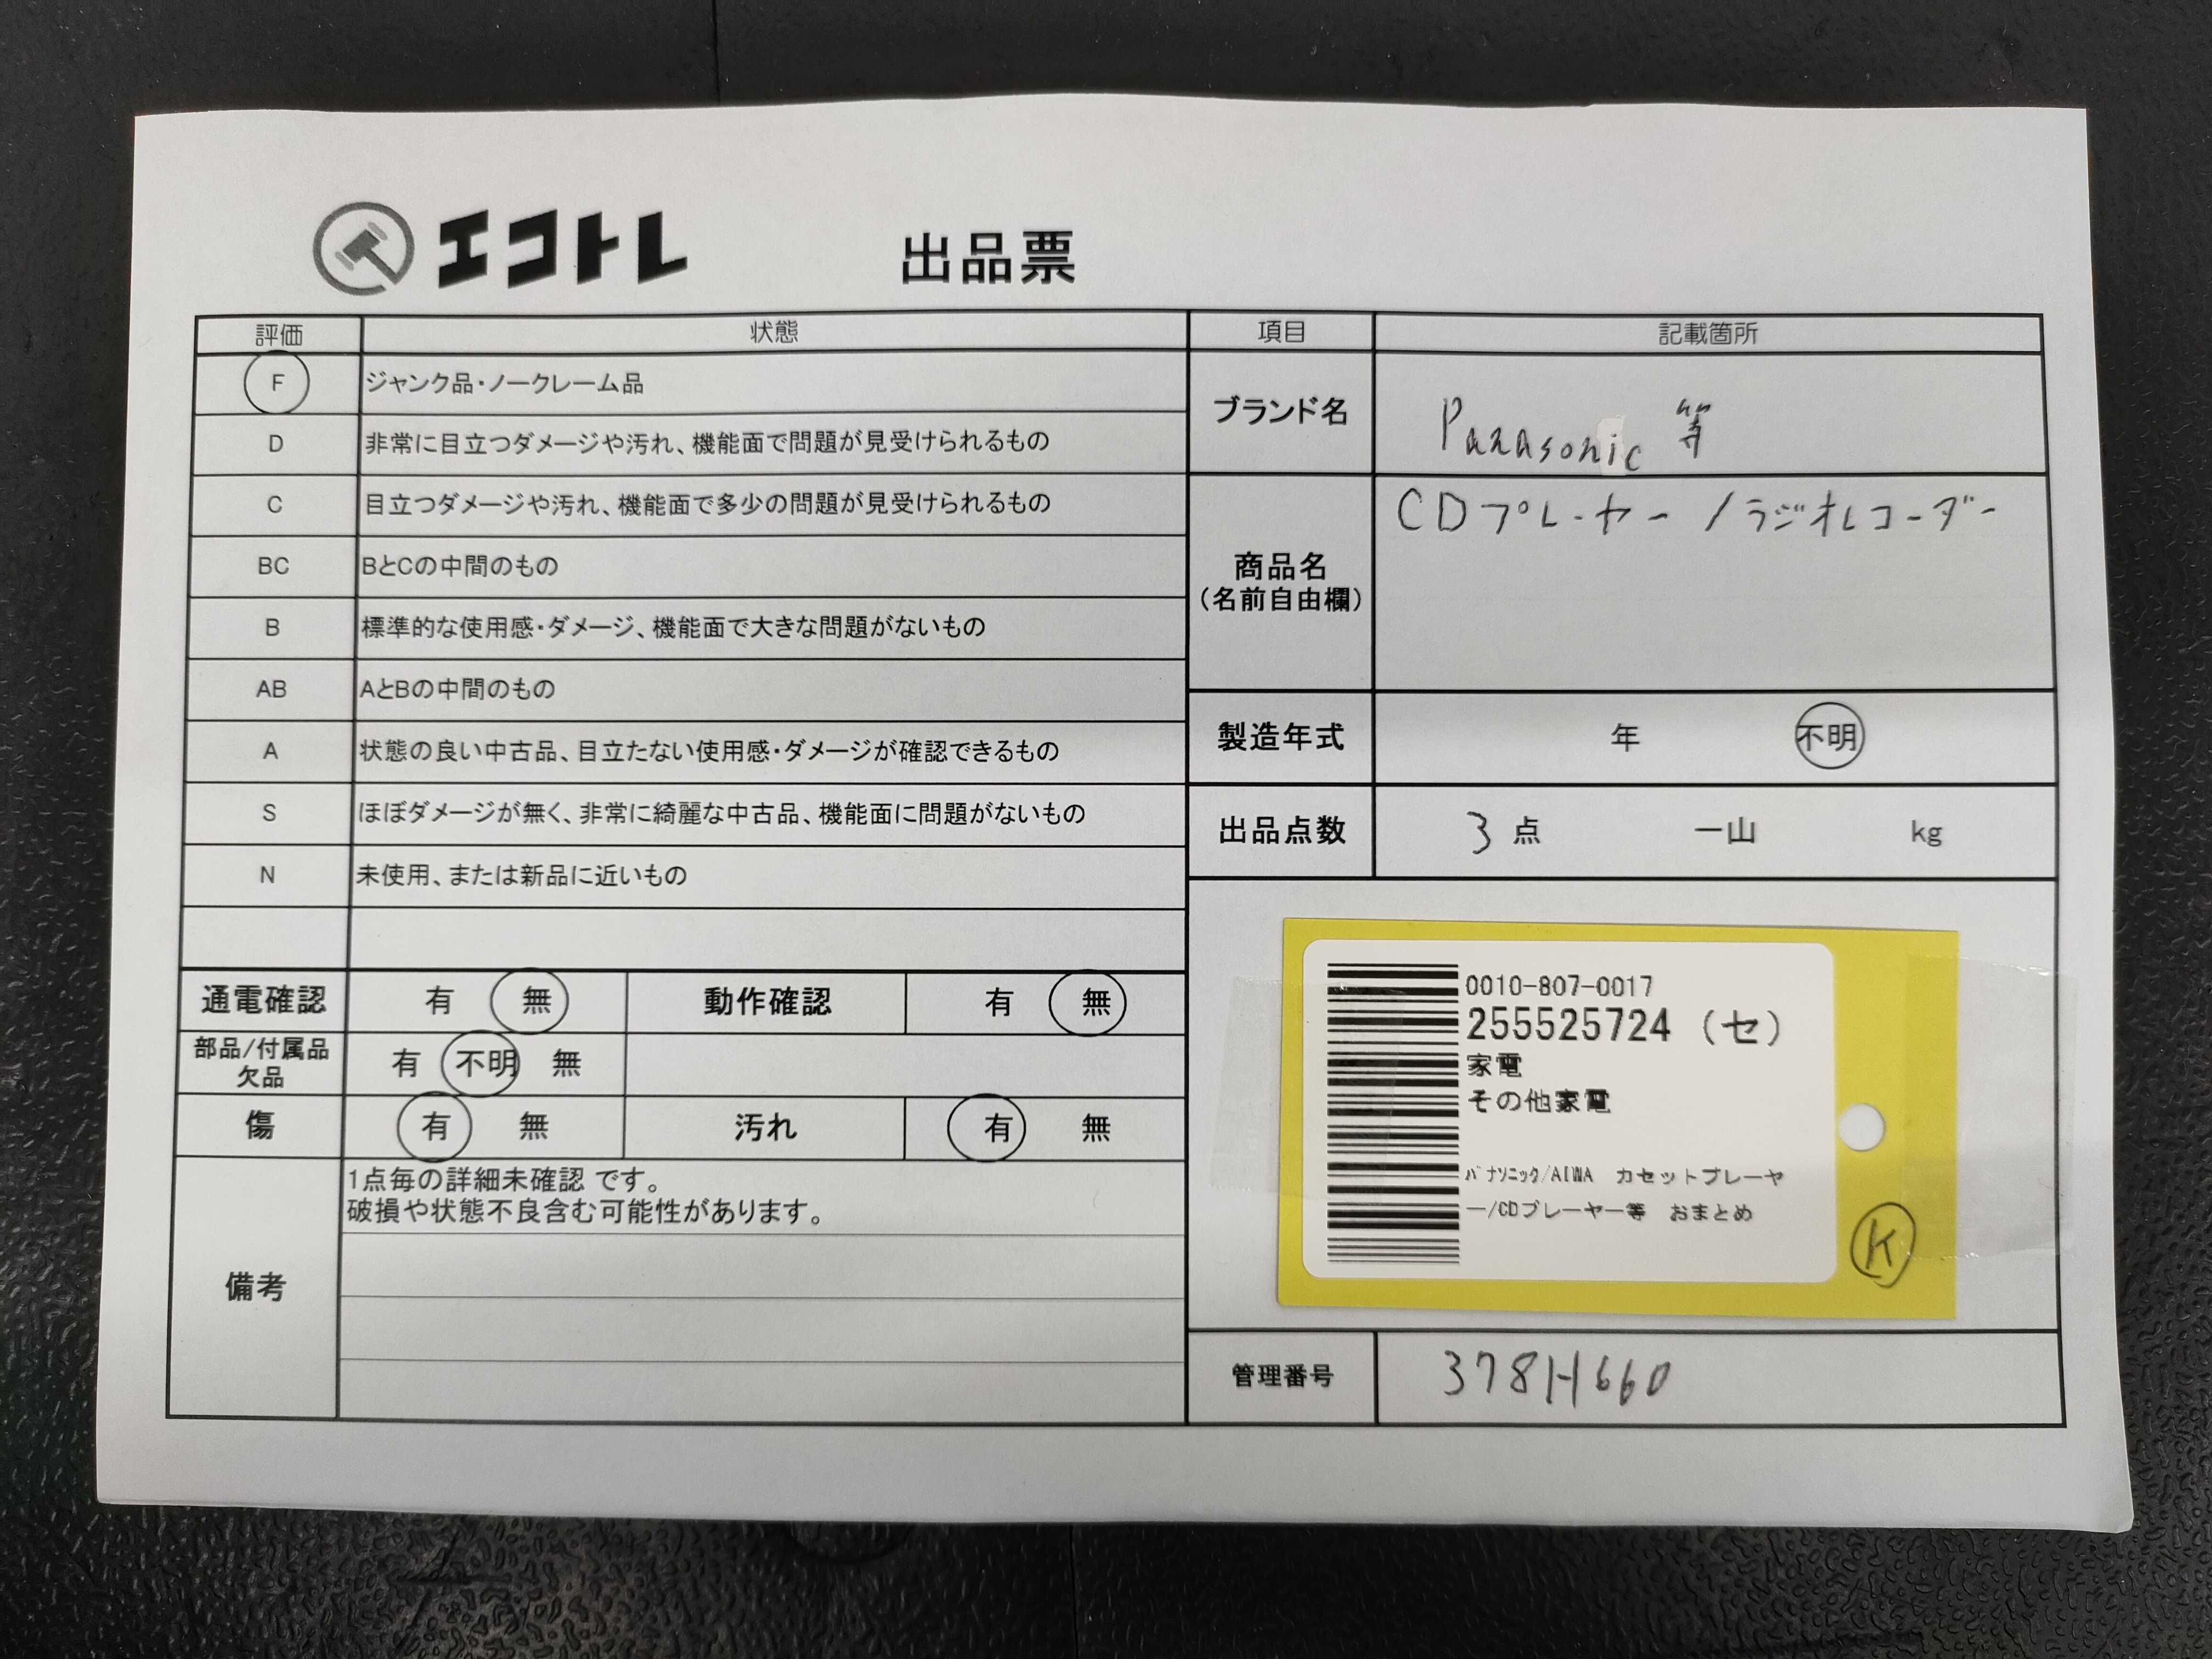 エコトレ 出品票
評価 状態
F ジャンク品・ノークレーム品
D 非常に目立つダメージや汚れ、機能面で問題が見受けられるもの
C 目立つダメージや汚れ、機能面で多少の問題が見受けられるもの
BC BとCの中間のもの
B 標準的な使用感・ダメージ、機能面で大きな問題がないもの
AB AとBの中間のもの
A 状態の良い中古品、目立たない使用感・ダメージが確認できるもの
S ほぼダメージが無く、非常に綺麗な中古品、機能面に問題がないもの
N 未使用、または新品に近いもの
通電確認 有 無 動作確認 有 無
部品/付属品
欠品
有 不明 無
傷 有 無 汚れ 有 無
備考
1点毎の詳細未確認 です。
破損や状態不良含む可能性があります。
項目 記載箇所
ブランド名 Panasonic 等
商品名
(名前自由欄)
CDプレーヤー/ラジオレコーダー
製造年式 年 不明
出品点数 3 点 一山 kg
0010-807-0017
255525724 (セ)
家電
その他家電
パナソニック/AIWA カセットプレーヤ
ー/CDプレーヤー等 おまとめ
K
管理番号 378H660